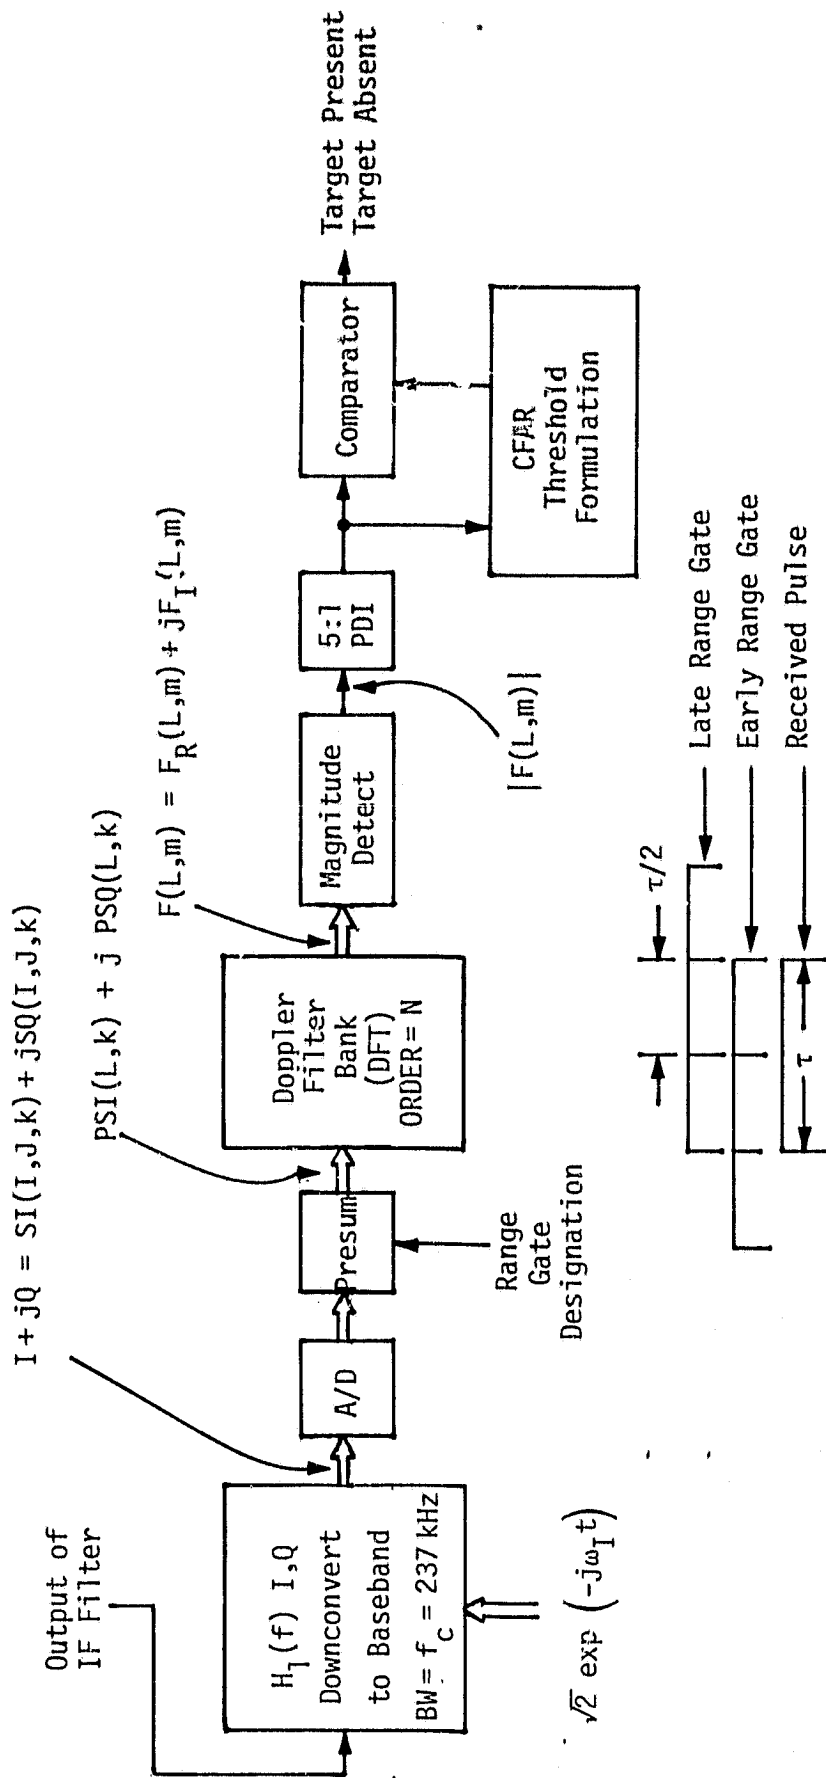 Output of
IF Filter
H₁(f) I,Q
Downconvert
to Baseband
BW = f_c = 237 kHz
√2 exp (-jω_I t)
I + jQ = SI(I,J,k) + jSQ(I,J,k)
A/D
Presum
Range
Gate
Designation
PSI(L,k) + j PSQ(L,k)
Doppler
Filter
Bank
(DFT)
ORDER = N
F(L,m) = F_R(L,m) + jF_I(L,m)
Magnitude
Detect
|F(L,m)|
5:1
PDI
Comparator
CFAR
Threshold
Formulation
Target Present
Target Absent
τ/2
τ
Late Range Gate
Early Range Gate
Received Pulse